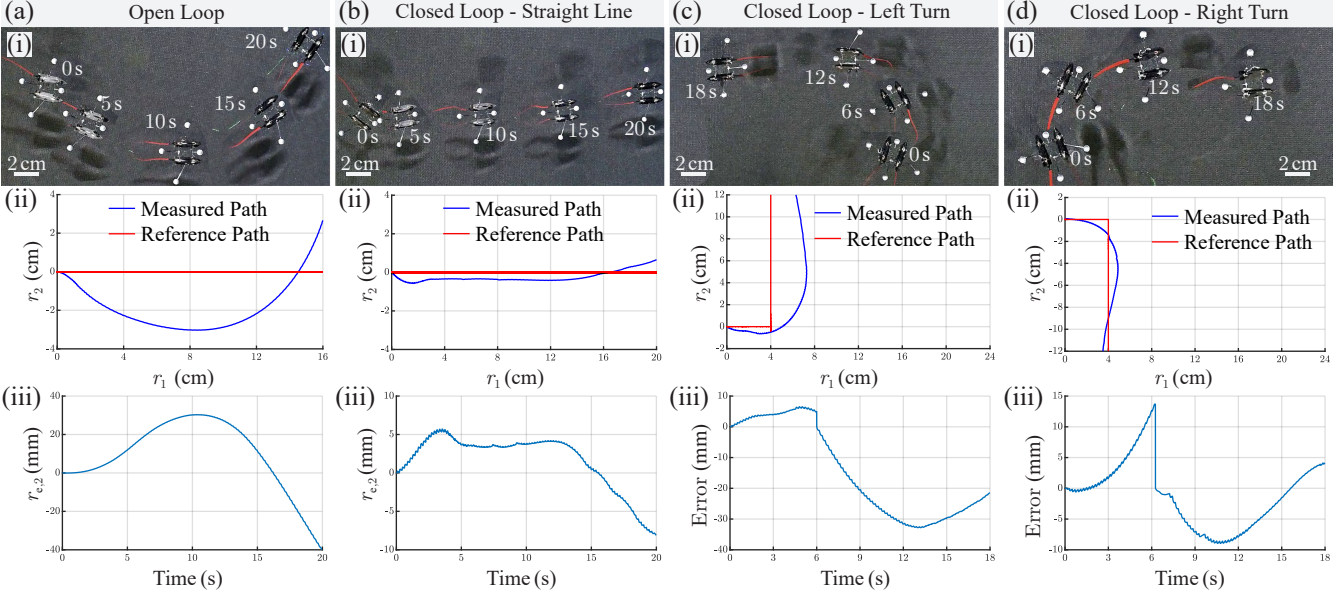 (a) Open Loop
(i)
0s
5s
10s
15s
20s
2 cm
(ii)
4
2
0
-2
-4
r2 (cm)
Measured Path
Reference Path
0 4 8 12 16
r1 (cm)
(iii)
40
20
0
-20
-40
re,2 (mm)
0 5 10 15 20
Time (s)
(b) Closed Loop - Straight Line
(i)
0s
5s
10s
15s
20s
2 cm
(ii)
4
2
0
-2
-4
r2 (cm)
Measured Path
Reference Path
0 4 8 12 16 20
r1 (cm)
(iii)
10
5
0
-5
-10
re,2 (mm)
0 5 10 15 20
Time (s)
(c) Closed Loop - Left Turn
(i)
18s
12s
6s
0s
2 cm
(ii)
12
10
8
6
4
2
0
-2
r2 (cm)
Measured Path
Reference Path
0 4 8 12 16 20 24
r1 (cm)
(iii)
10
0
-10
-20
-30
-40
Error (mm)
0 3 6 9 12 15 18
Time (s)
(d) Closed Loop - Right Turn
(i)
6s
12s
18s
0s
2 cm
(ii)
2
0
-2
-4
-6
-8
-10
-12
r2 (cm)
Measured Path
Reference Path
0 4 8 12 16 20 24
r1 (cm)
(iii)
15
10
5
0
-5
-10
Error (mm)
0 3 6 9 12 15 18
Time (s)